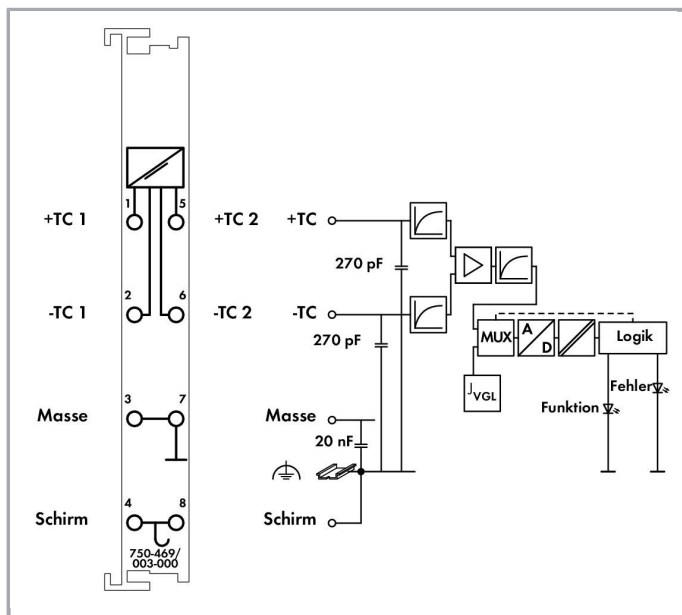 1
5
+TC 1
+TC 2
+TC
270 pF
2
6
-TC 1
-TC 2
-TC
270 pF
MUX
A
D
Logik
JVGL
Fehler
Funktion
3
7
Masse
Masse
20 nF
4
8
Schirm
Schirm
750-469/
003-000